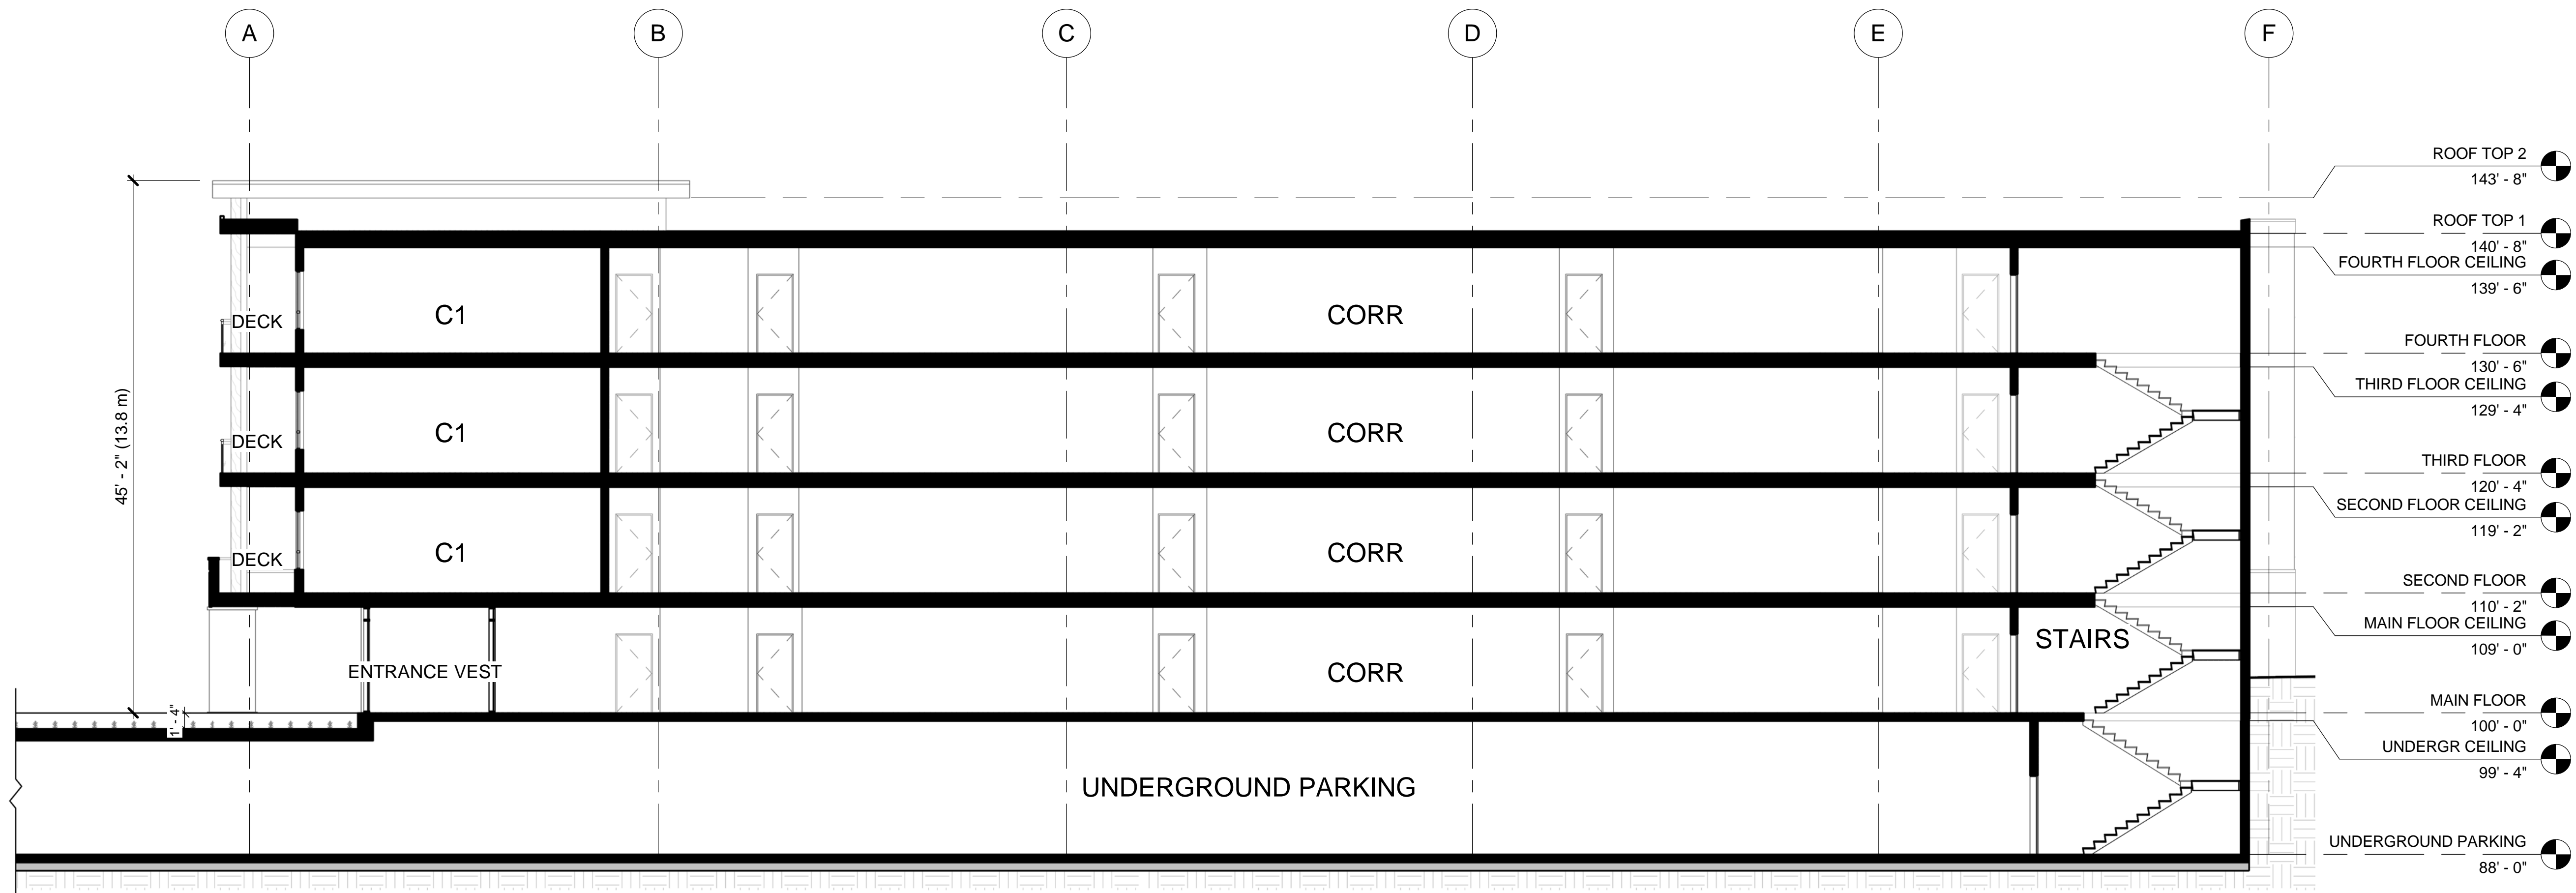 A
B
C
D
E
F
ROOF TOP 2
143' - 8"
ROOF TOP 1
140' - 8"
FOURTH FLOOR CEILING
139' - 6"
DECK
C1
CORR
FOURTH FLOOR
130' - 6"
THIRD FLOOR CEILING
129' - 4"
45' - 2" (13.8 m)
DECK
C1
CORR
THIRD FLOOR
120' - 4"
SECOND FLOOR CEILING
119' - 2"
DECK
C1
CORR
SECOND FLOOR
110' - 2"
MAIN FLOOR CEILING
109' - 0"
STAIRS
ENTRANCE VEST
CORR
MAIN FLOOR
100' - 0"
1' - 4"
UNDERGR CEILING
99' - 4"
UNDERGROUND PARKING
UNDERGROUND PARKING
88' - 0"